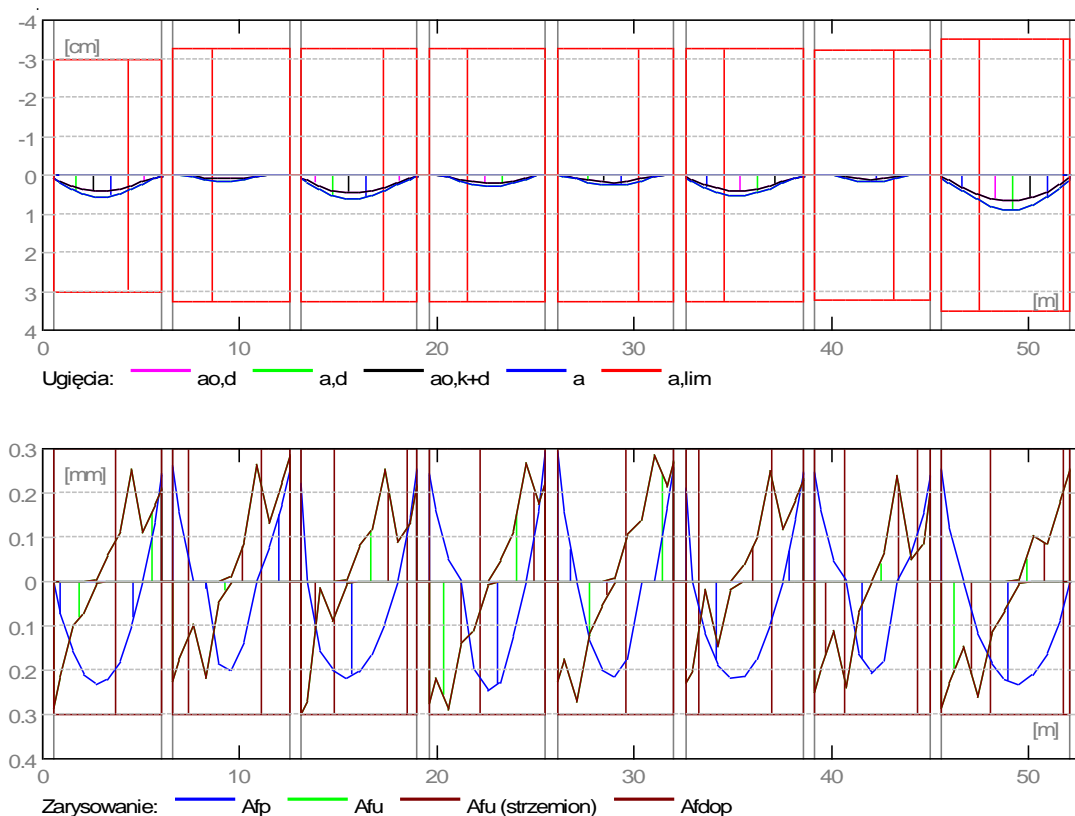 -4
[cm]
-3
-2
-1
0
1
2
3
[m]
4
0 10 20 30 40 50
Ugięcia: ao,d a,d ao,k+d a a,lim
0.3
[mm]
0.2
0.1
0
0.1
0.2
0.3
[m]
0.4
0 10 20 30 40 50
Zarysowanie: Afp Afu Afu (strzemion) Afdop